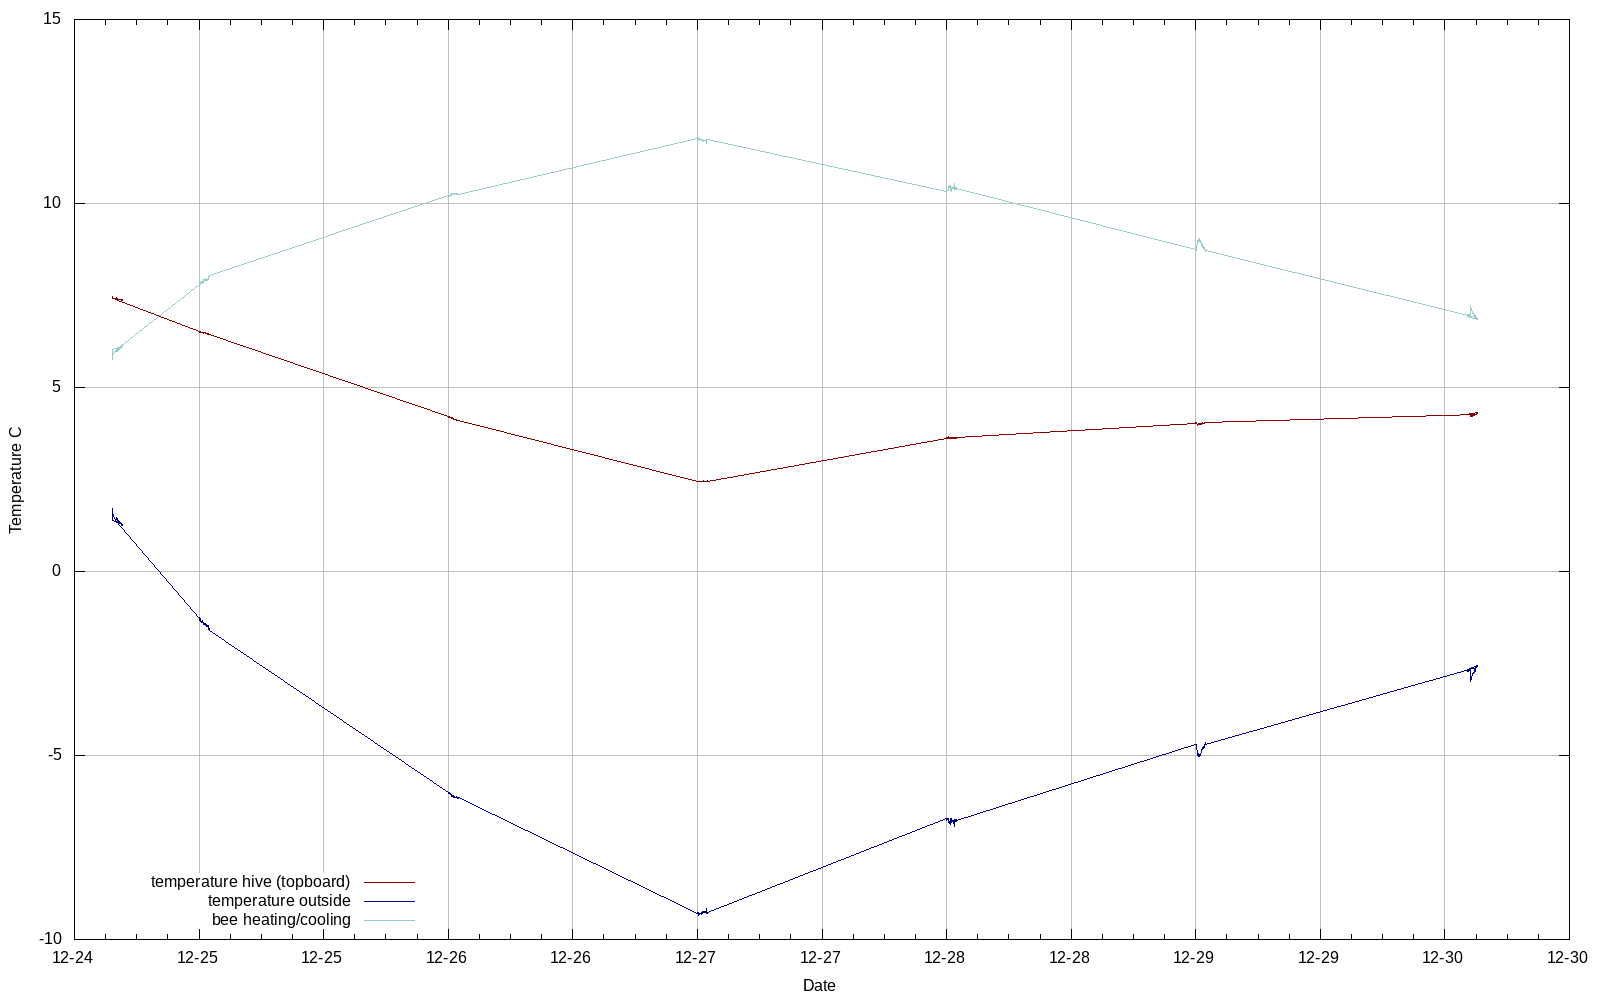 15
10
5
0
-5
-10
Temperature C
temperature hive (topboard)
temperature outside
bee heating/cooling
12-24 12-25 12-25 12-26 12-26 12-27 12-27 12-28 12-28 12-29 12-29 12-30 12-30
Date